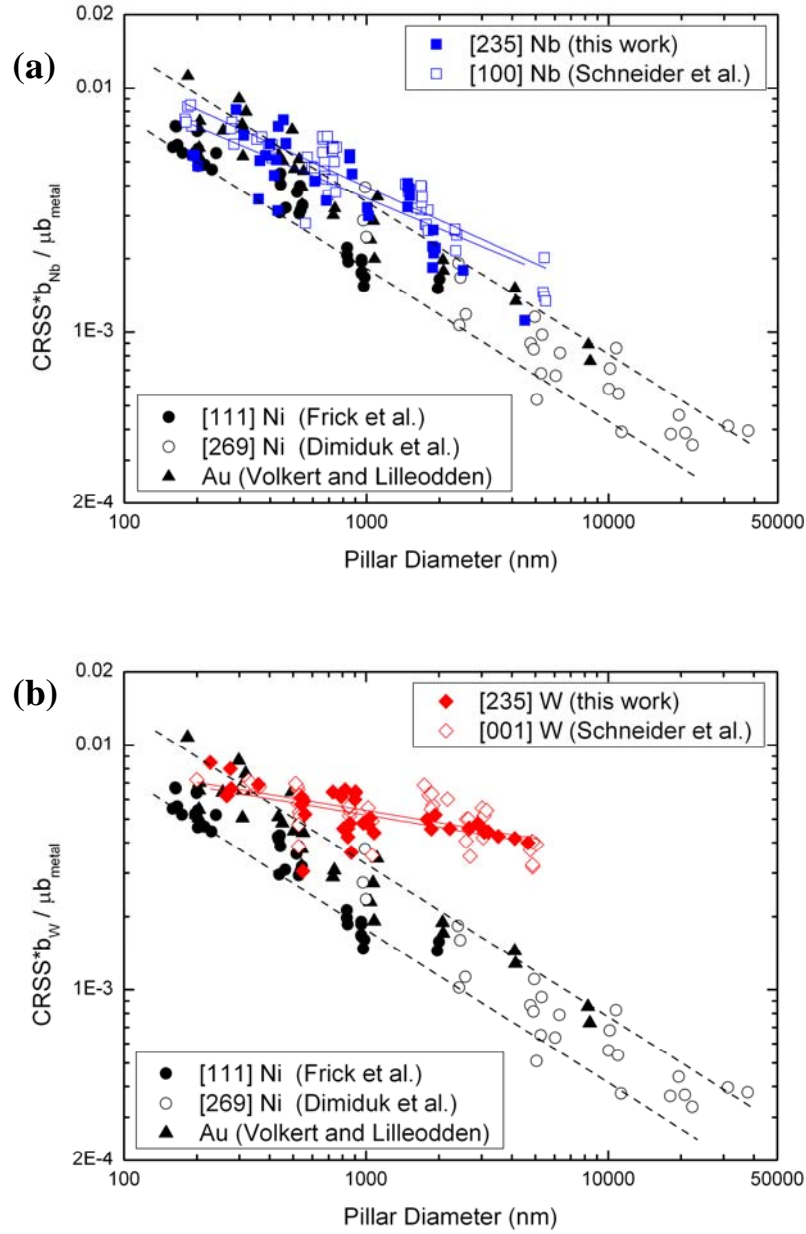 (a)
[235] Nb (this work)
[100] Nb (Schneider et al.)
0.01
1E-3
2E-4
CRSS*b_Nb / μb_metal
[111] Ni (Frick et al.)
[269] Ni (Dimiduk et al.)
Au (Volkert and Lilleodden)
100 1000 10000 50000
Pillar Diameter (nm)
(b)
0.02
[235] W (this work)
[001] W (Schneider et al.)
0.01
1E-3
2E-4
CRSS*b_W / μb_metal
[111] Ni (Frick et al.)
[269] Ni (Dimiduk et al.)
Au (Volkert and Lilleodden)
100 1000 10000 50000
Pillar Diameter (nm)